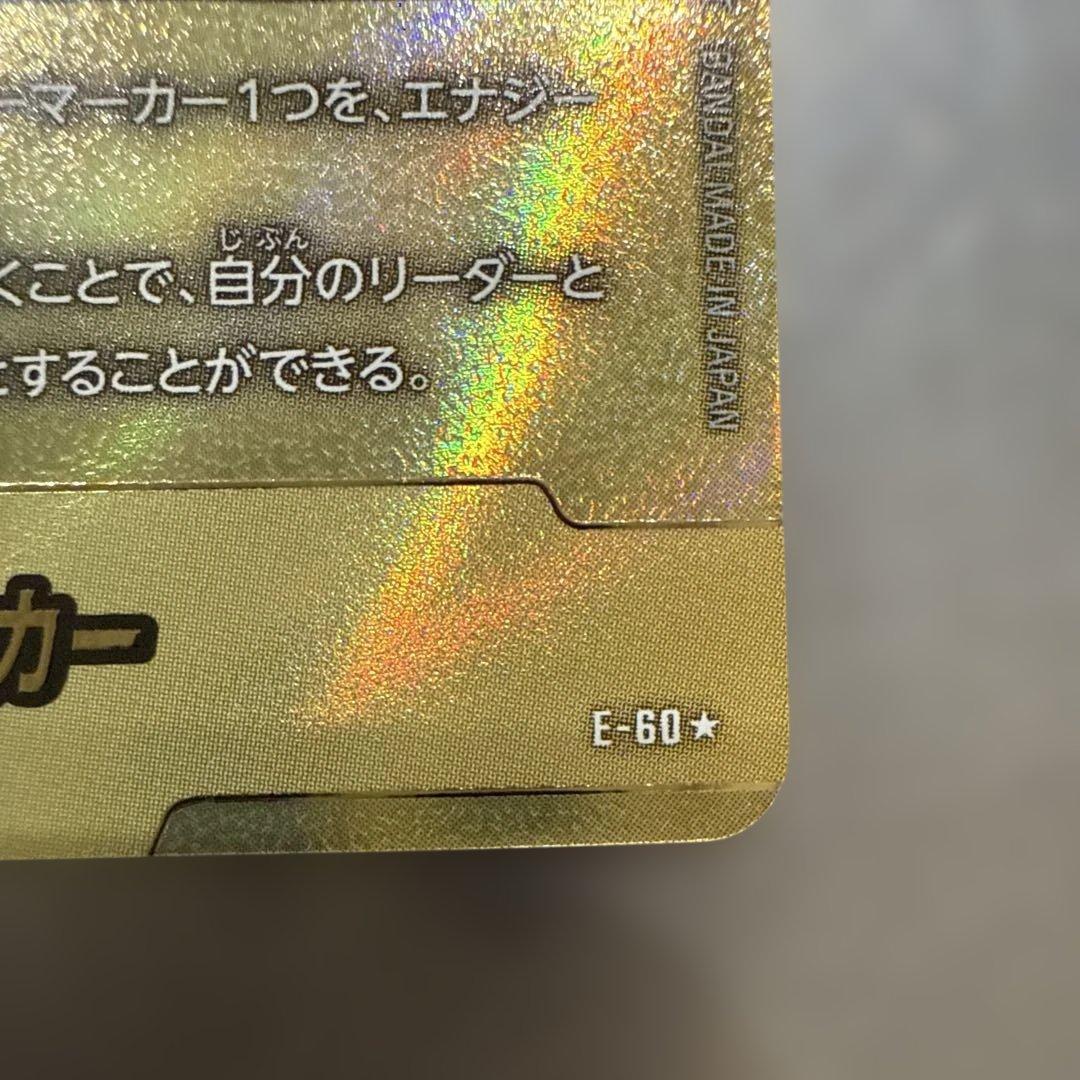 ーマーカー1つを、エナジー
くことで、自分のリーダーと
じ ぶん
とすることができる。
BANDAI MADE IN JAPAN
カー
E-60★